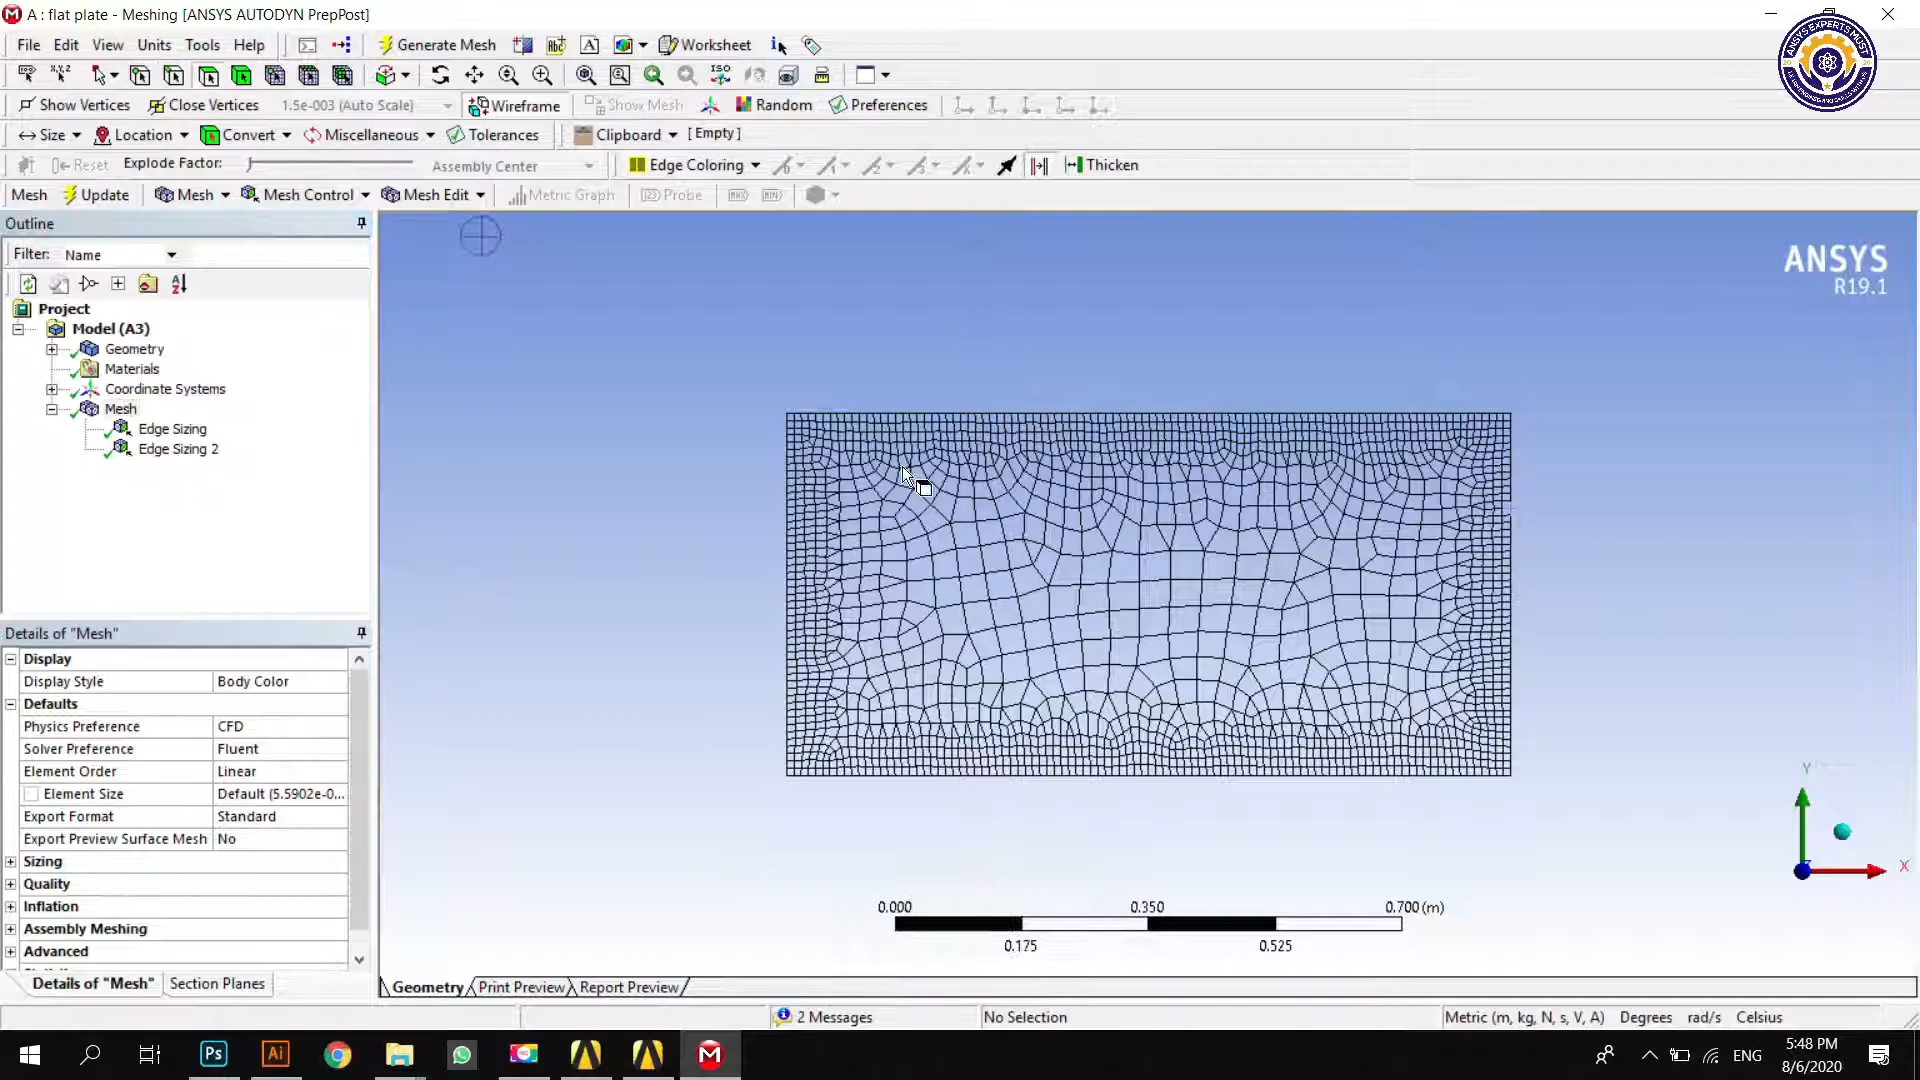 A : flat plate - Meshing [ANSYS AUTODYN PrepPost]
File Edit View Units Tools Help Generate Mesh Worksheet
ISO
Show Vertices Close Vertices 1.5e-003 (Auto Scale) Wireframe Show Mesh Random Preferences
Size Location Convert Miscellaneous Tolerances Clipboard [ Empty ]
Reset Explode Factor: Assembly Center Edge Coloring Thicken
Mesh Update Mesh Mesh Control Mesh Edit Metric Graph Probe MAX MIN
ANSYS EXPERTS MUST
Outline
Filter: Name
Project
Model (A3)
Geometry
Materials
Coordinate Systems
Mesh
Edge Sizing
Edge Sizing 2
ANSYS
R19.1
Details of "Mesh"
Display
Display Style Body Color
Defaults
Physics Preference CFD
Solver Preference Fluent
Element Order Linear
Element Size Default (5.5902e-0...
Export Format Standard
Export Preview Surface Mesh No
Sizing
Quality
Inflation
Assembly Meshing
Advanced
Details of "Mesh" Section Planes
Y
X
Z
0.000 0.350 0.700 (m)
0.175 0.525
Geometry Print Preview Report Preview
2 Messages No Selection Metric (m, kg, N, s, V, A) Degrees rad/s Celsius
Ps Ai M ENG 5:48 PM
8/6/2020